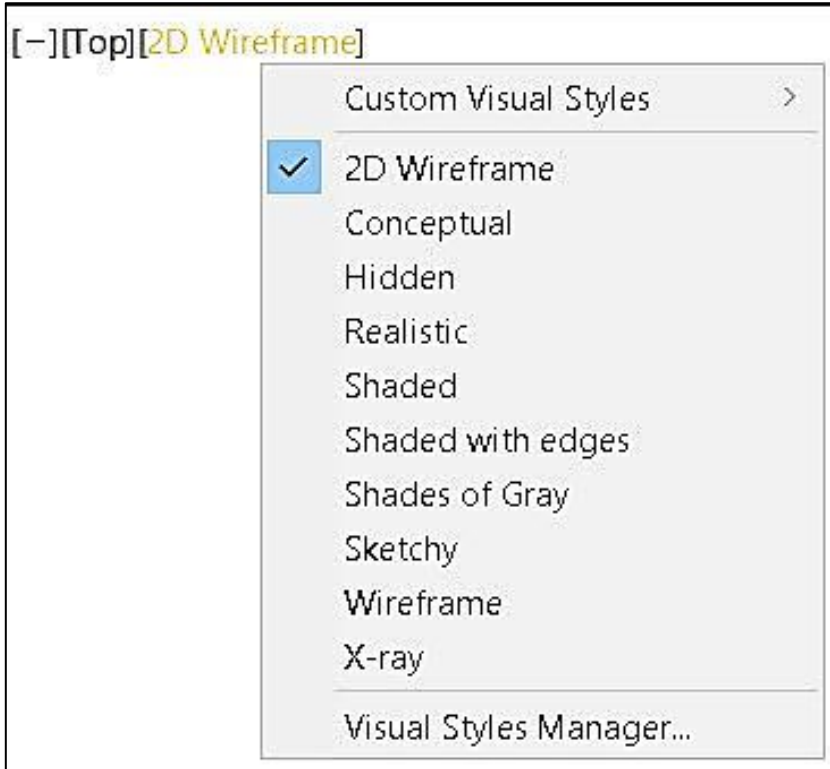 [−][Top][2D Wireframe]
Custom Visual Styles >
2D Wireframe
Conceptual
Hidden
Realistic
Shaded
Shaded with edges
Shades of Gray
Sketchy
Wireframe
X-ray
Visual Styles Manager...